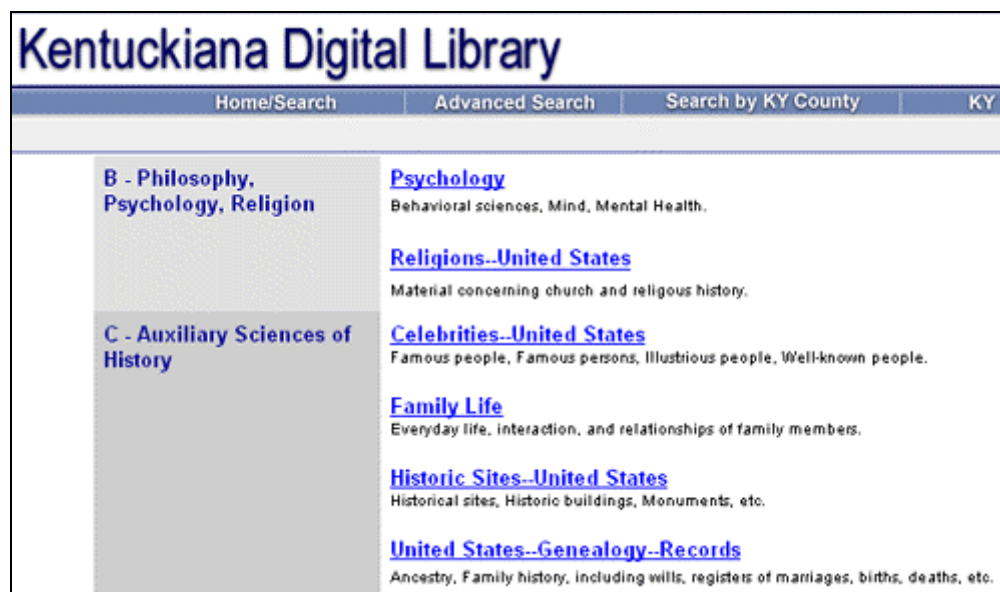 Kentuckiana Digital Library
Home/Search Advanced Search Search by KY County KY
B - Philosophy,
Psychology, Religion
Psychology
Behavioral sciences, Mind, Mental Health.
Religions--United States
Material concerning church and religous history.
C - Auxiliary Sciences of
History
Celebrities--United States
Famous people, Famous persons, Illustrious people, Well-known people.
Family Life
Everyday life, interaction, and relationships of family members.
Historic Sites--United States
Historical sites, Historic buildings, Monuments, etc.
United States--Genealogy--Records
Ancestry, Family history, including wills, registers of marriages, births, deaths, etc.